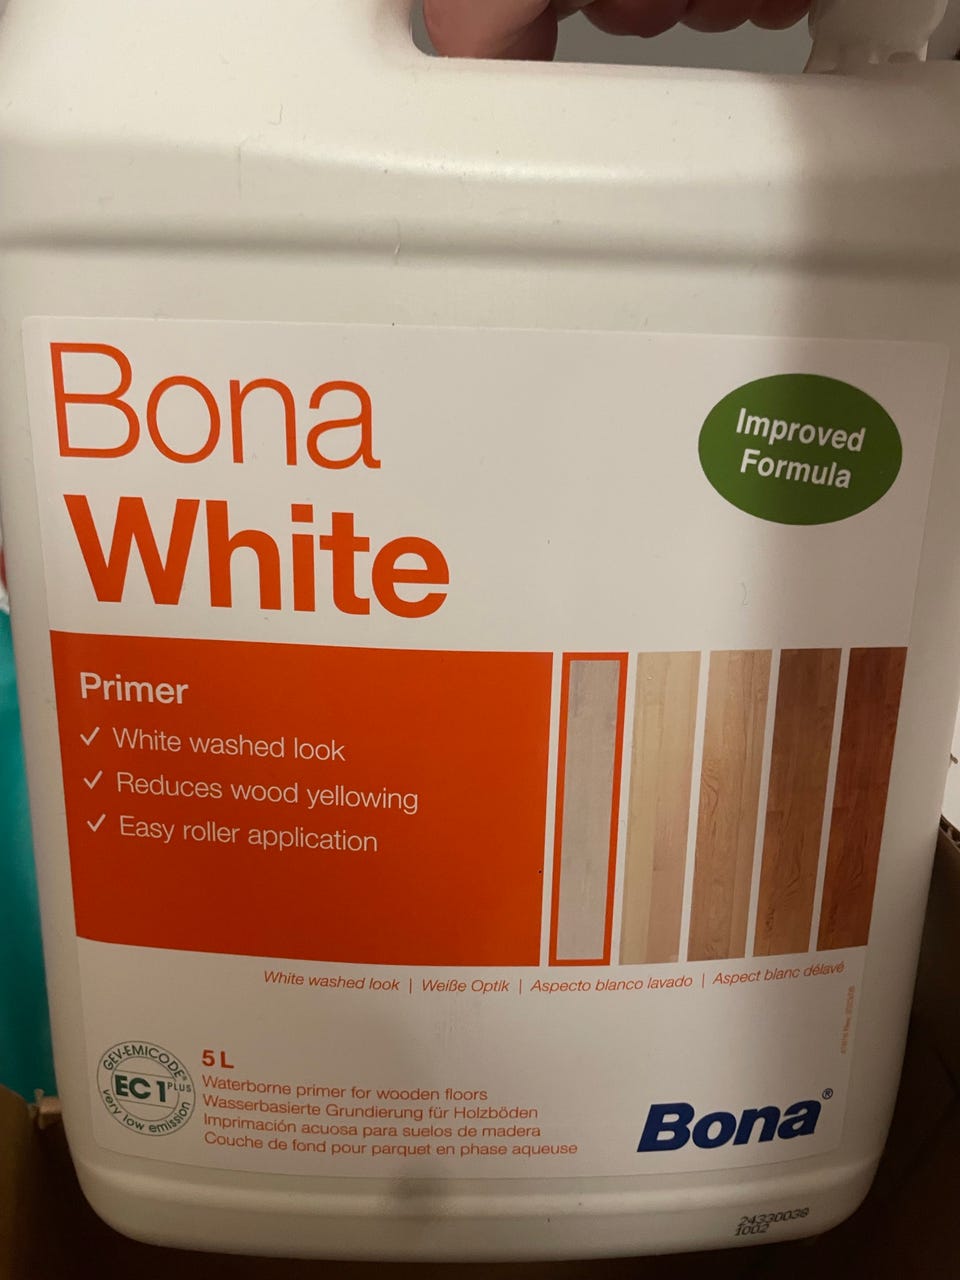 Bona
White
Improved
Formula
Primer
✓ White washed look
✓ Reduces wood yellowing
✓ Easy roller application
White washed look | Weiße Optik | Aspecto blanco lavado | Aspect blanc délavé
GEV-EMICODE®
EC 1 PLUS
very low emission
5 L
Waterborne primer for wooden floors
Wasserbasierte Grundierung für Holzböden
Imprimación acuosa para suelos de madera
Couche de fond pour parquet en phase aqueuse
Bona®
24330038
1002